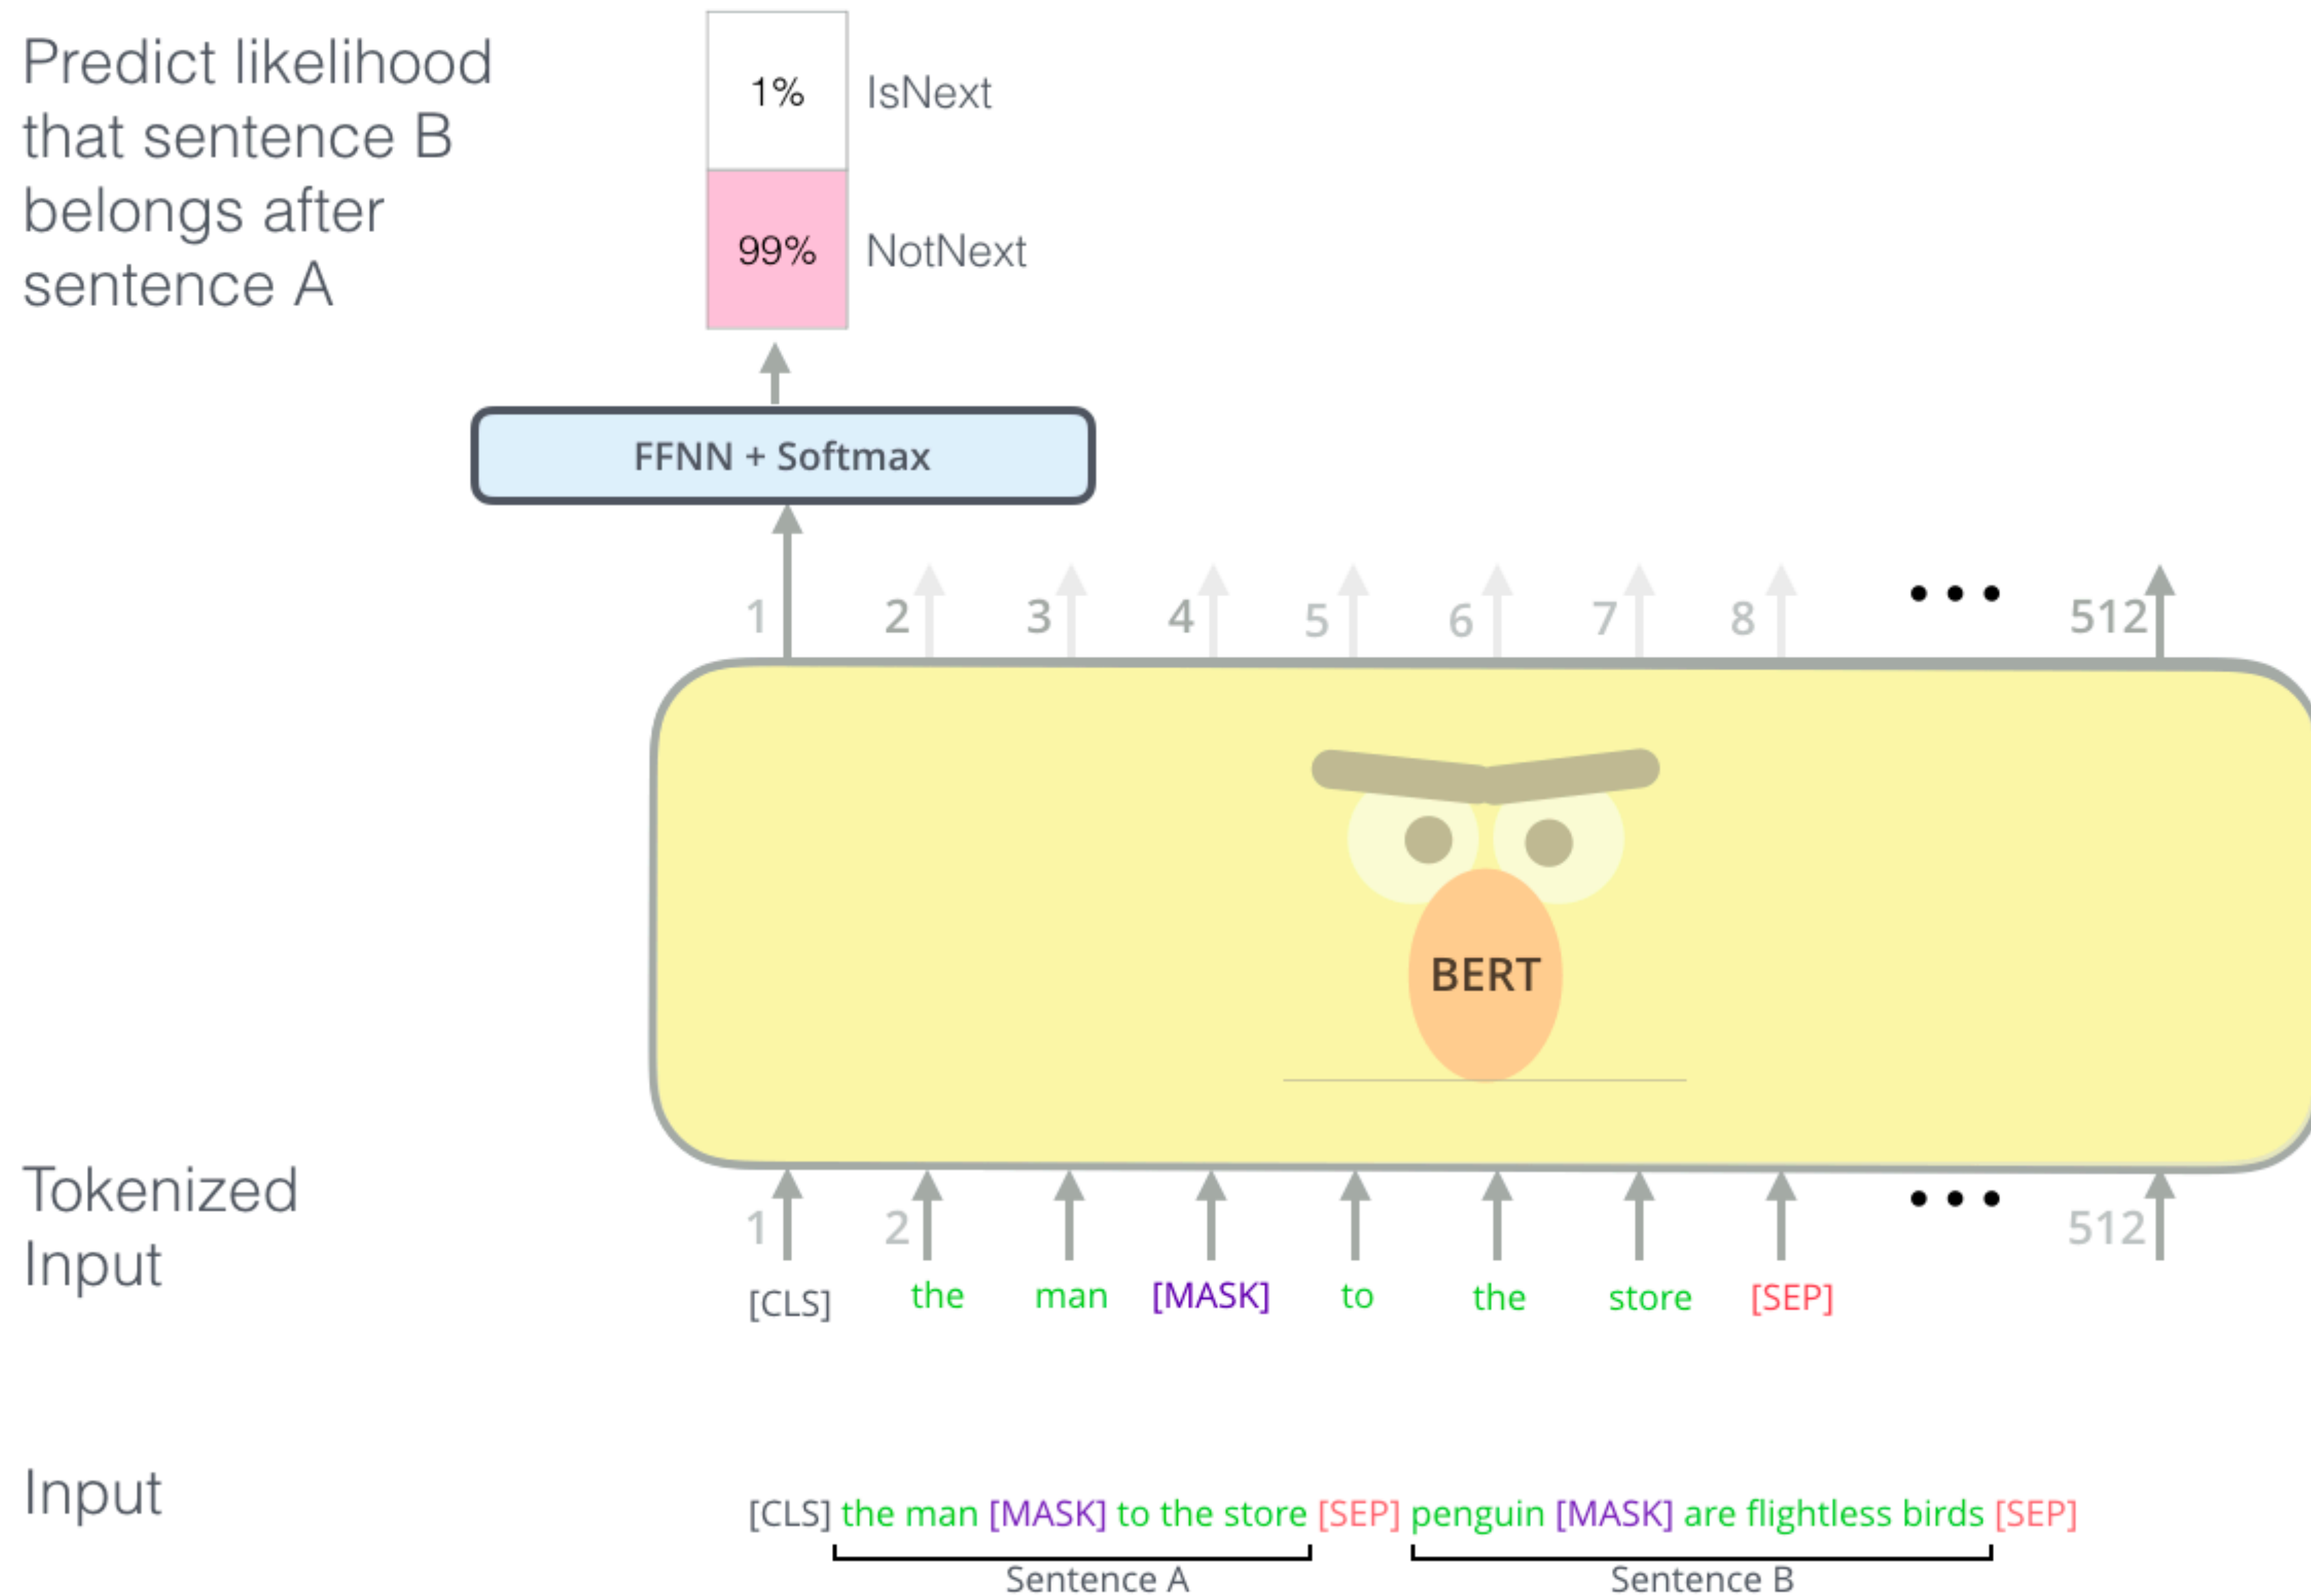 Predict likelihood
that sentence B
belongs after
sentence A
1% IsNext
99% NotNext
FFNN + Softmax
1 2 3 4 5 6 7 8 ••• 512
BERT
Tokenized
Input
1 2 ••• 512
[CLS] the man [MASK] to the store [SEP]
Input
[CLS] the man [MASK] to the store [SEP] penguin [MASK] are flightless birds [SEP]
Sentence A Sentence B